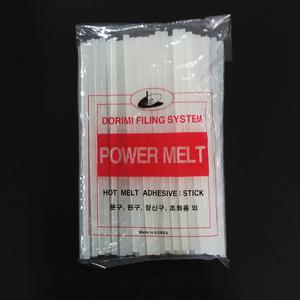 DORIMI FILING SYSTEM
POWER MELT
HOT MELT ADHESIVE : STICK
문구, 완구, 장신구, 조화용 외
Made in KOREA